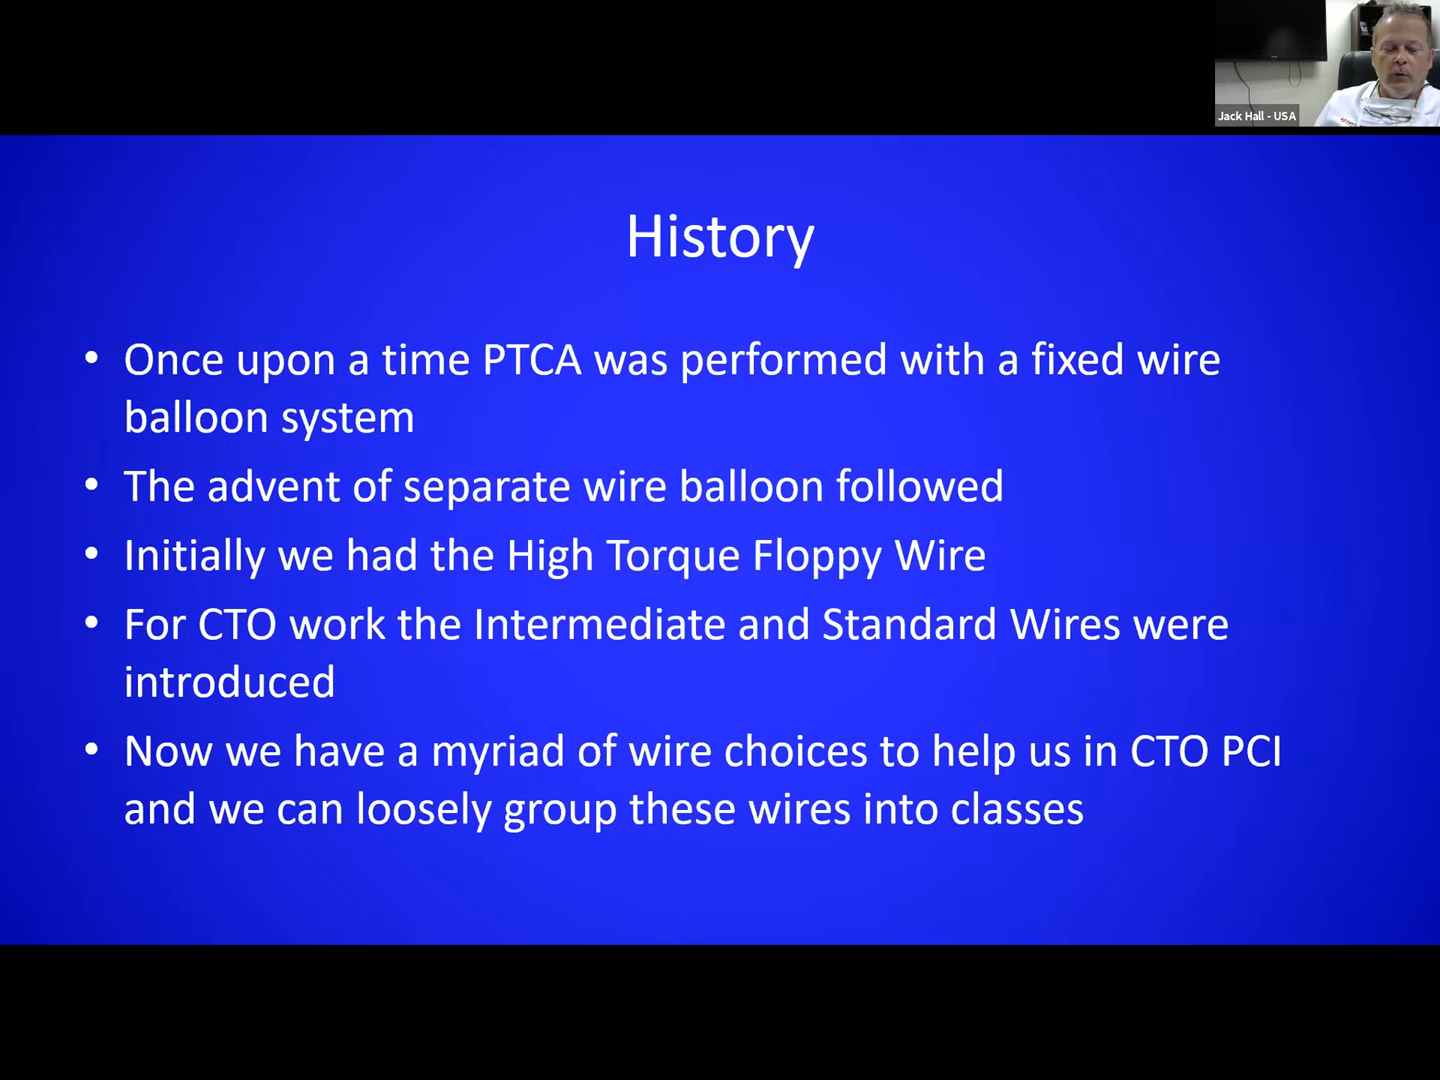 Jack Hall - USA
History
• Once upon a time PTCA was performed with a fixed wire
balloon system
• The advent of separate wire balloon followed
• Initially we had the High Torque Floppy Wire
• For CTO work the Intermediate and Standard Wires were
introduced
• Now we have a myriad of wire choices to help us in CTO PCI
and we can loosely group these wires into classes